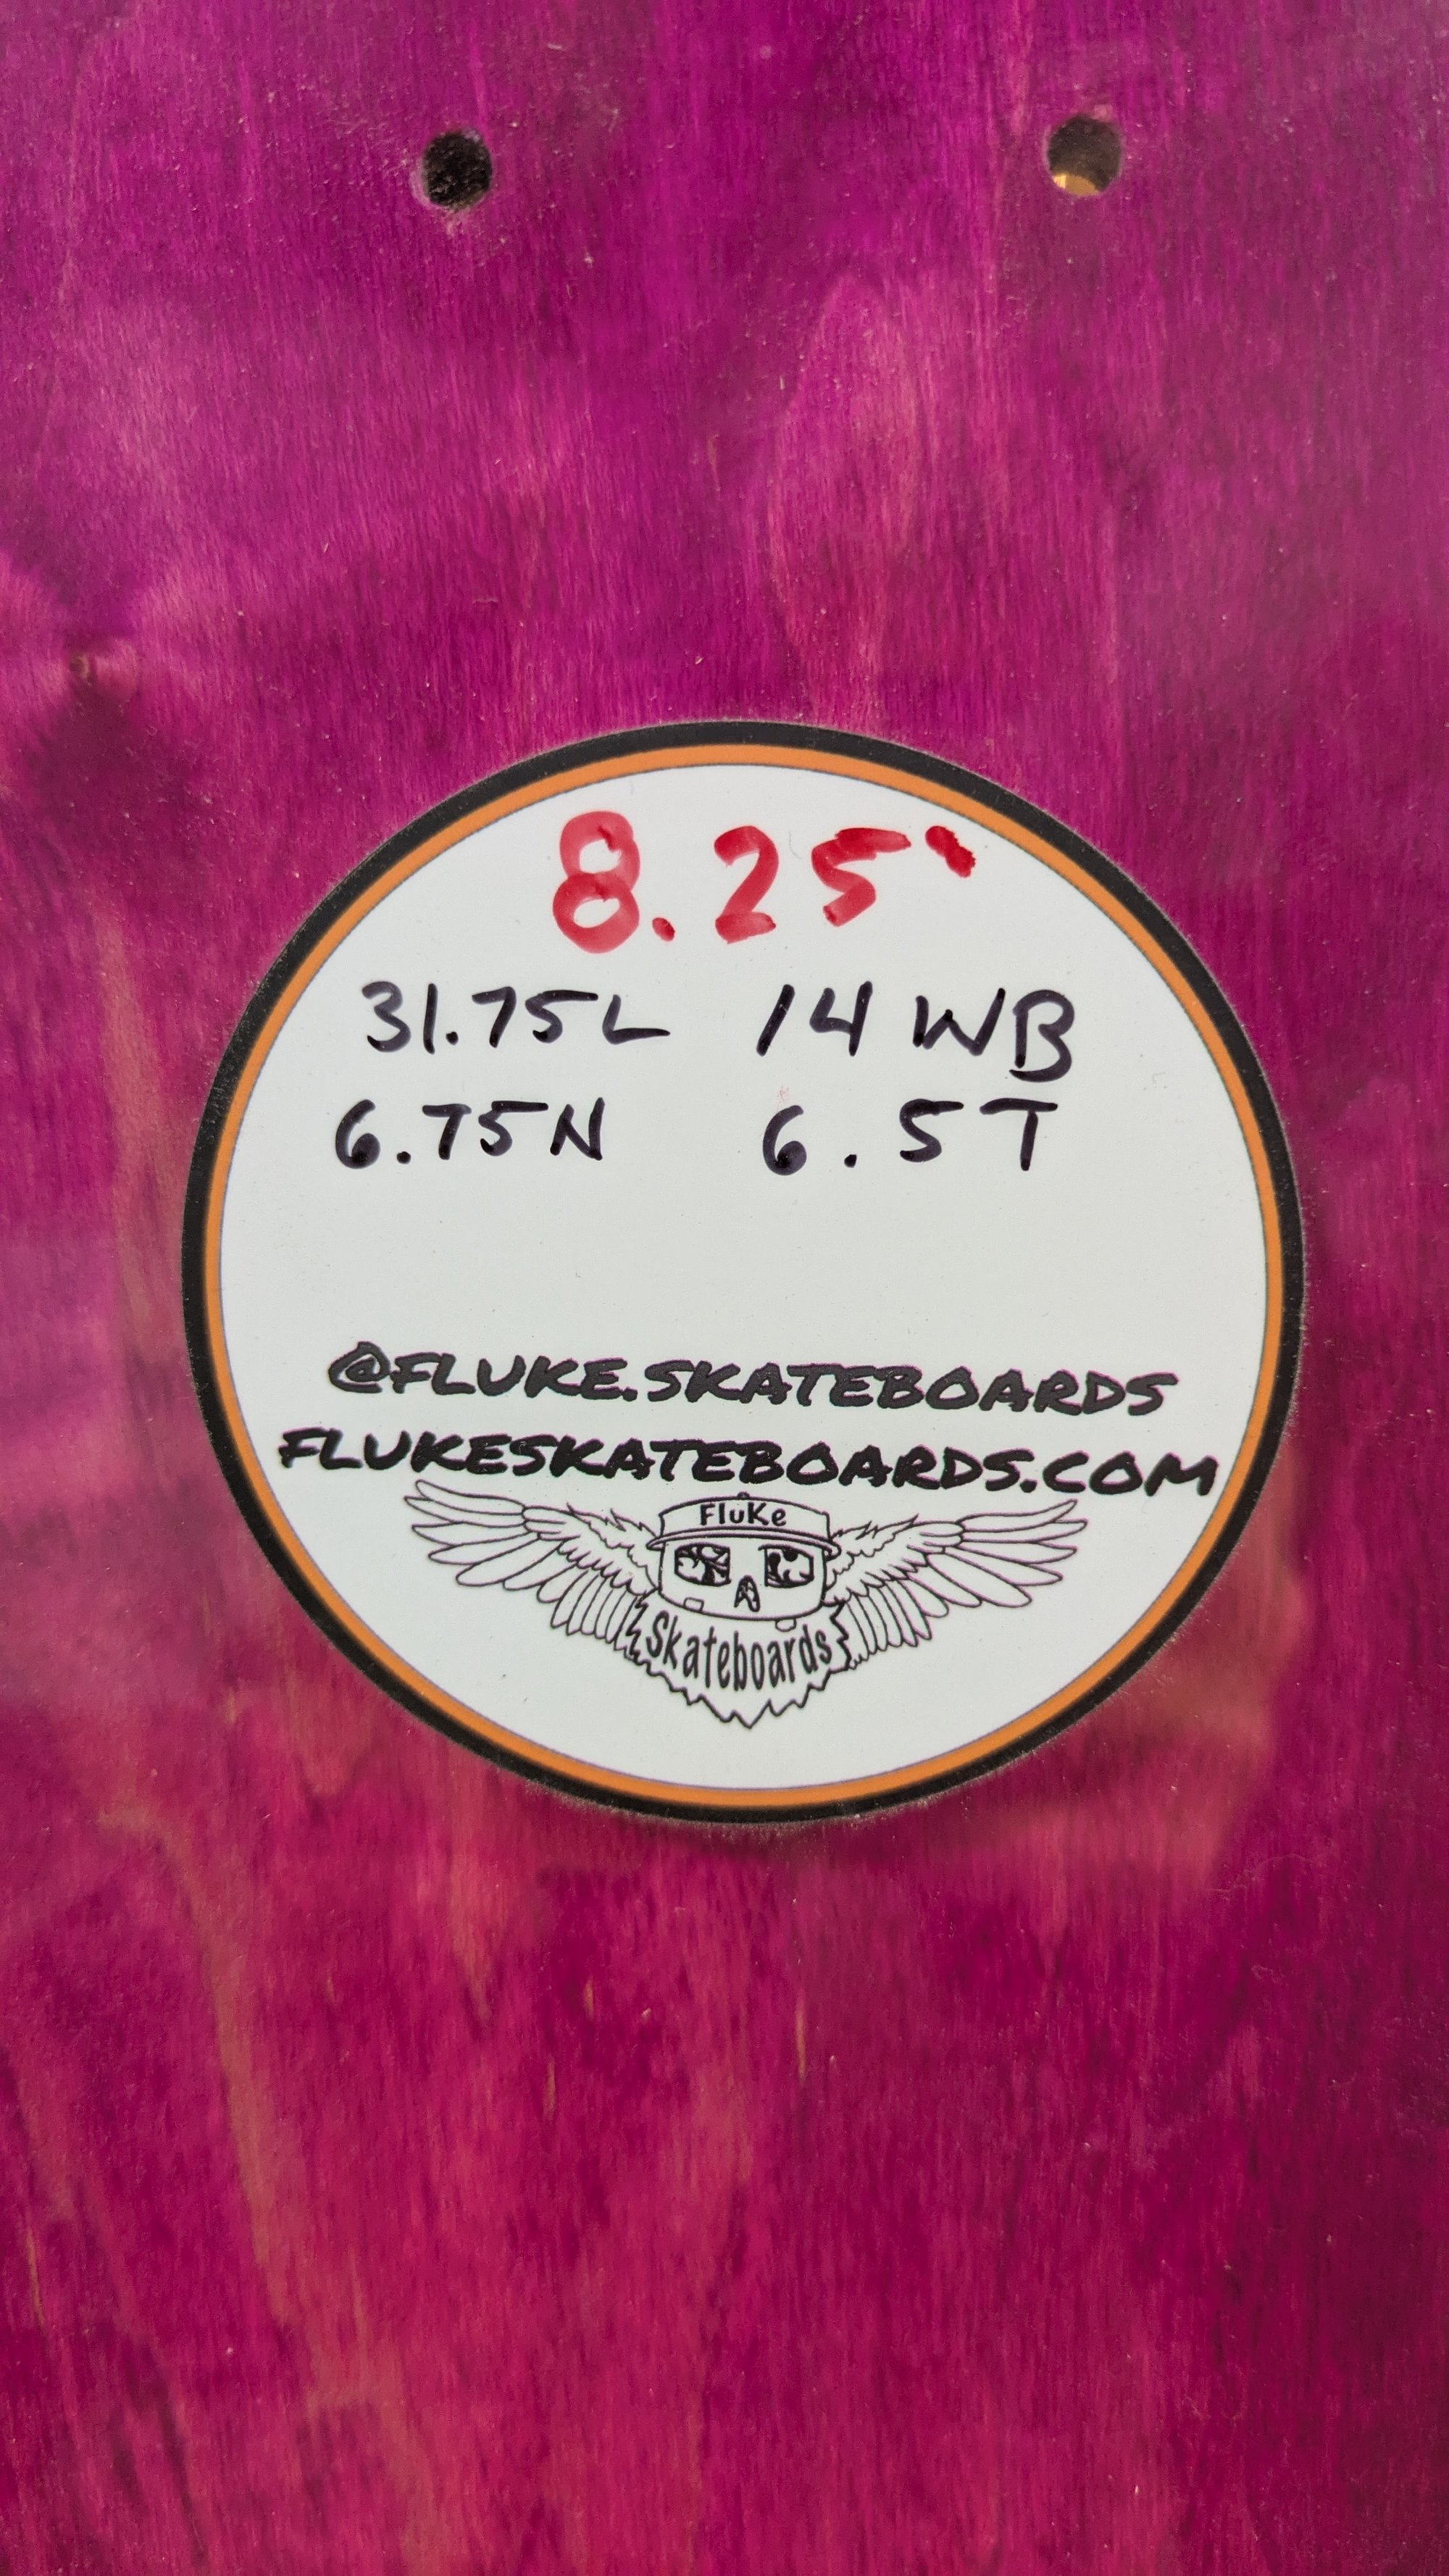 8.25"
31.75L 14 WB
6.75N 6.5T
@FLUKE.SKATEBOARDS
FLUKESKATEBOARDS.COM
FluKe
Skateboards